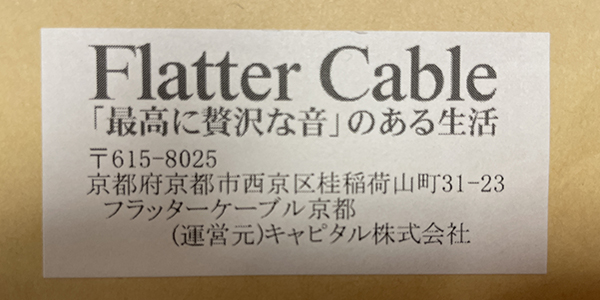 Flatter Cable
「最高に贅沢な音」のある生活
〒615-8025
京都府京都市西京区桂稲荷山町31-23
フラッターケーブル京都
(運営元)キャピタル株式会社